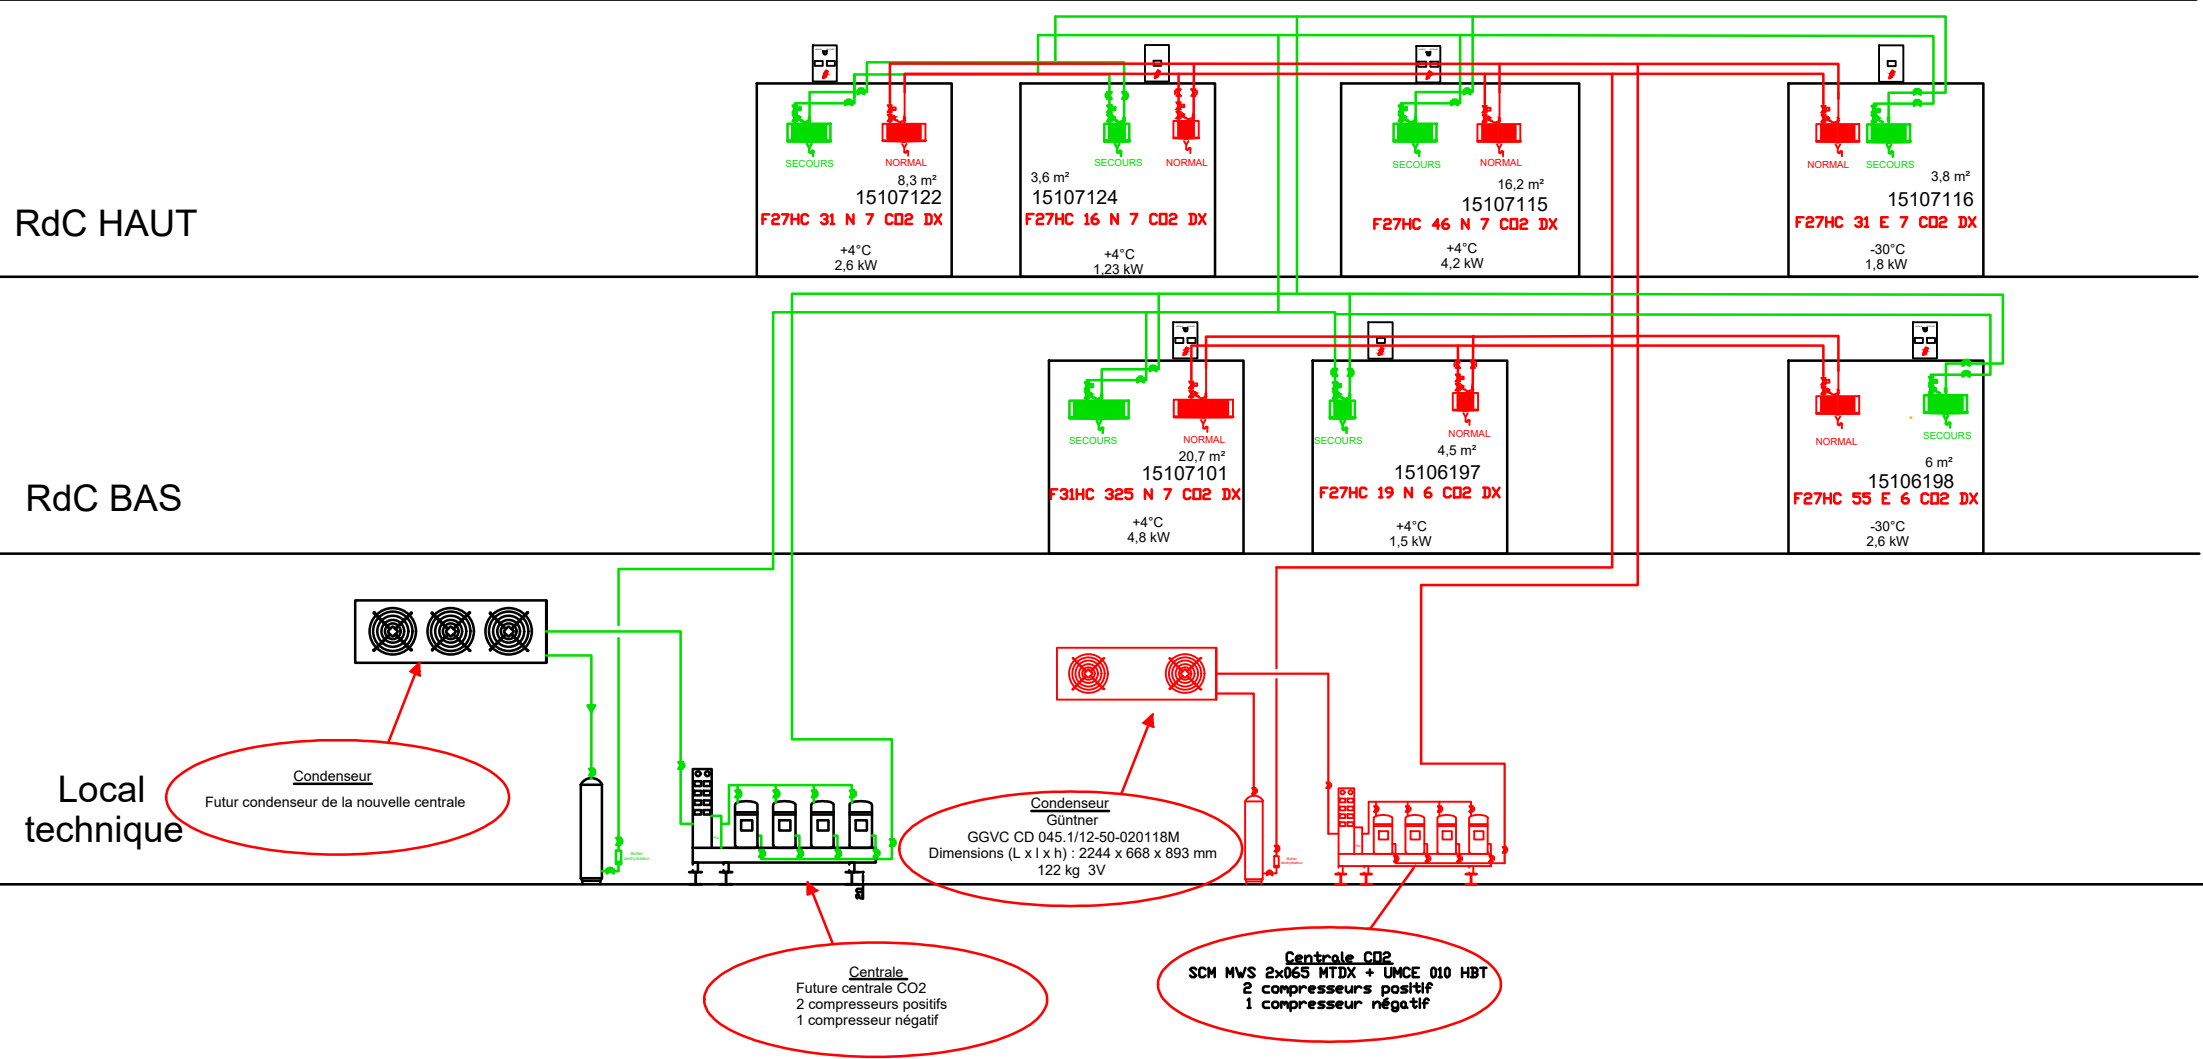 SECOURS
NORMAL
8,3 m²
15107122
F27HC 31 N 7 CO2 DX
+4°C
2,6 kW
SECOURS
NORMAL
3,6 m²
15107124
F27HC 16 N 7 CO2 DX
+4°C
1,23 kW
SECOURS
NORMAL
16,2 m²
15107115
F27HC 46 N 7 CO2 DX
+4°C
4,2 kW
NORMAL
SECOURS
3,8 m²
15107116
F27HC 31 E 7 CO2 DX
-30°C
1,8 kW
RdC HAUT
SECOURS
NORMAL
20,7 m²
15107101
F31HC 325 N 7 CO2 DX
+4°C
4,8 kW
SECOURS
NORMAL
4,5 m²
15106197
F27HC 19 N 6 CO2 DX
+4°C
1,5 kW
NORMAL
SECOURS
6 m²
15106198
F27HC 55 E 6 CO2 DX
-30°C
2,6 kW
RdC BAS
Local
technique
Condenseur
Futur condenseur de la nouvelle centrale
Condenseur
Güntner
GGVC CD 045.1/12-50-020118M
Dimensions (L x l x h) : 2244 x 668 x 893 mm
122 kg 3V
Centrale
Future centrale CO2
2 compresseurs positifs
1 compresseur négatif
Centrale CO2
SCM MWS 2x065 MTDX + UMCE 010 HBT
2 compresseurs positif
1 compresseur négatif